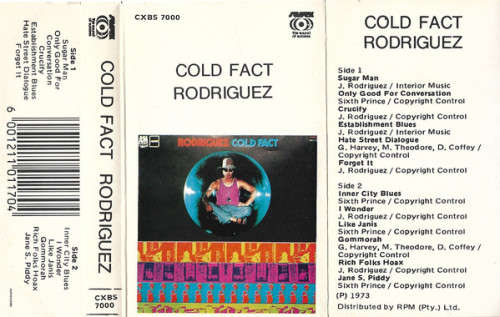 Side 1
Sugar Man
Only Good For
Conversation
Crucify
Establishment Blues
Hate Street Dialogue
Forget It
COLD FACT RODRIGUEZ
Side 2
Inner City Blues
I Wonder
Like Janis
Gommorah
Rich Folks Hoax
Jane S. Piddy
6 001211 011704
CXBS
7000
CXBS 7000
COLD FACT
RODRIGUEZ
RODRIGUEZ COLD FACT
COLD FACT
RODRIGUEZ
Side 1
Sugar Man
J. Rodriguez / Interior Music
Only Good For Conversation
Sixth Prince / Copyright Control
Crucify
J. Rodriguez / Copyright Control
Establishment Blues
J. Rodriguez / Interior Music
Hate Street Dialogue
G. Harvey, M. Theodore, D. Coffey /
Copyright Control
Forget It
J. Rodriguez / Copyright Control
Side 2
Inner City Blues
Sixth Prince / Copyright Control
I Wonder
J. Rodriguez / Copyright Control
Like Janis
Sixth Prince / Copyright Control
Gommorah
G. Harvey, M. Theodore, D. Coffey /
Copyright Control
Rich Folks Hoax
J. Rodriguez / Copyright Control
Jane S. Piddy
Sixth Prince / Copyright Control
(P) 1973
Distributed by RPM (Pty.) Ltd.